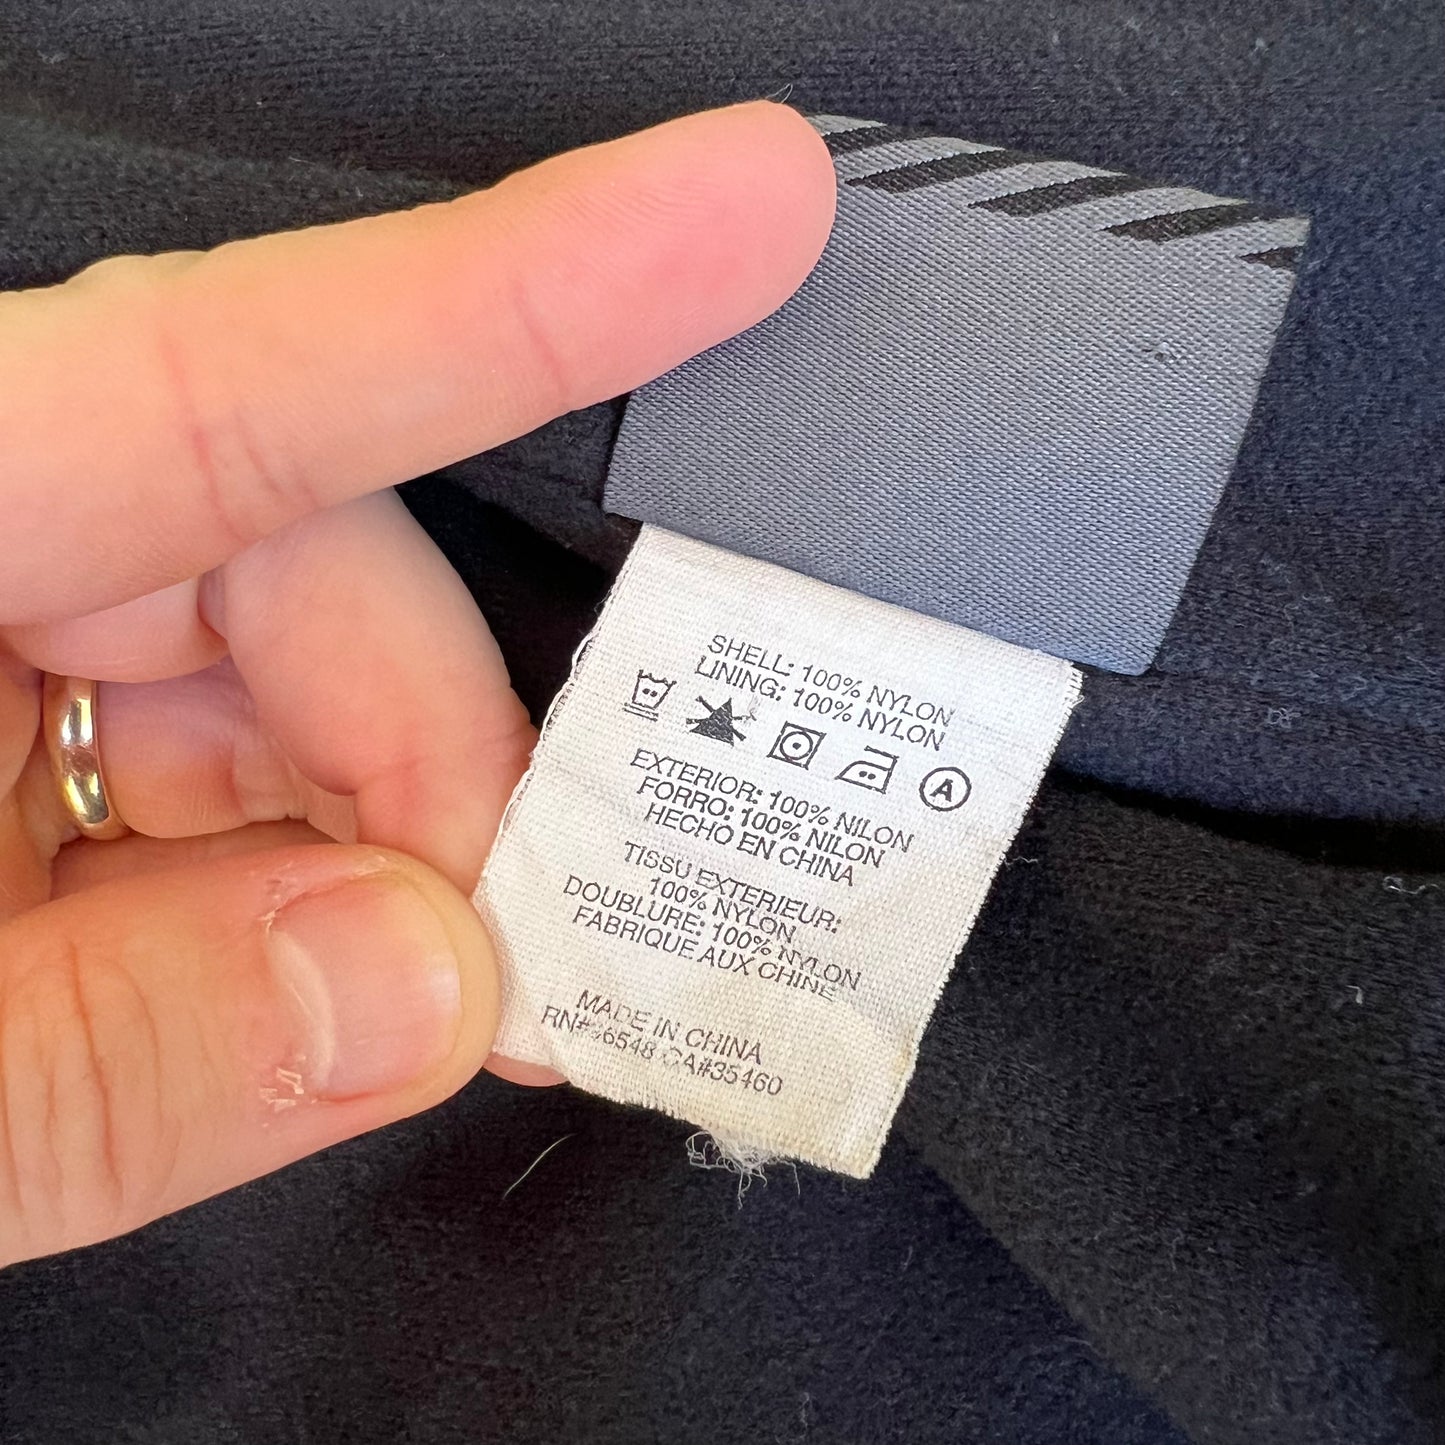 SHELL: 100% NYLON
LINING: 100% NYLON
A
EXTERIOR: 100% NILON
FORRO: 100% NILON
HECHO EN CHINA
TISSU EXTERIEUR:
100% NYLON
DOUBLURE: 100% NYLON
FABRIQUE AUX CHINE
MADE IN CHINA
CA#35460